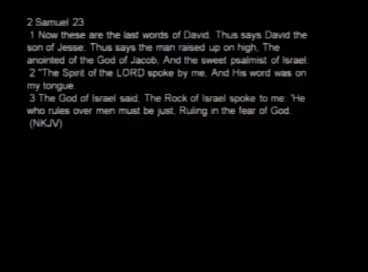 2 Samuel 23
1 Now these are the last words of David. Thus says David the
son of Jesse; Thus says the man raised up on high, The
anointed of the God of Jacob, And the sweet psalmist of Israel:
2 "The Spirit of the LORD spoke by me, And His word was on
my tongue.
3 The God of Israel said, The Rock of Israel spoke to me: 'He
who rules over men must be just, Ruling in the fear of God.
(NKJV)